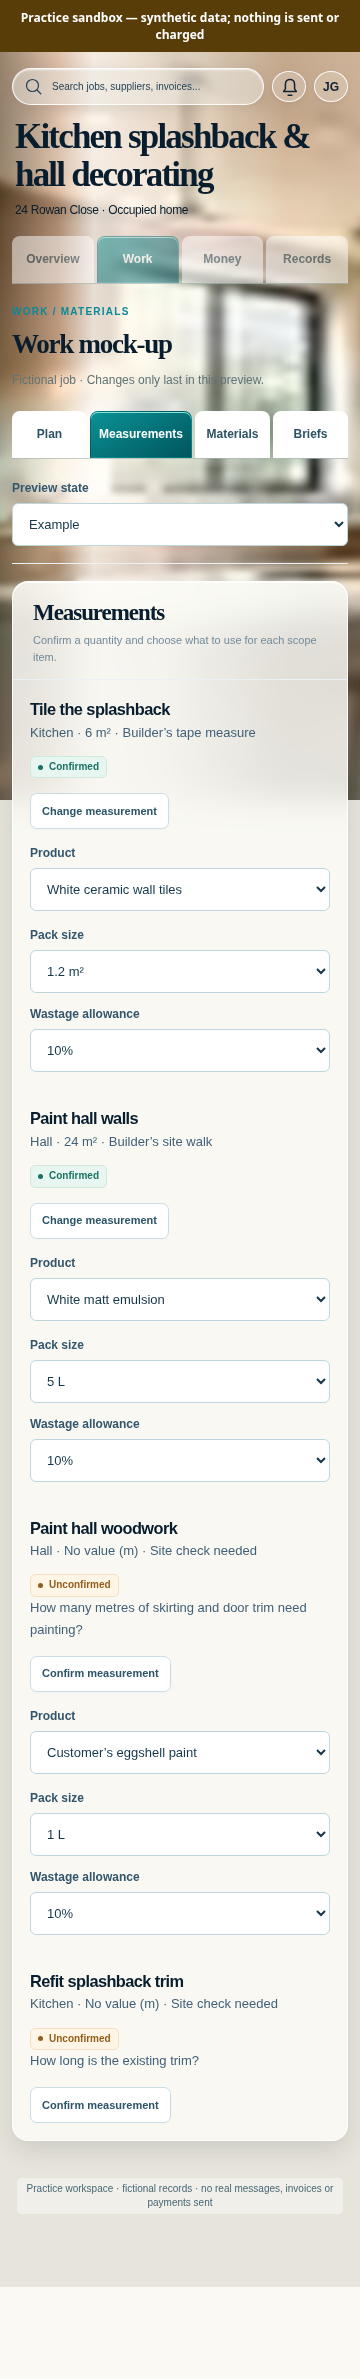 Practice sandbox — synthetic data; nothing is sent or
charged
Search jobs, suppliers, invoices...
JG
Kitchen splashback &
hall decorating
24 Rowan Close · Occupied home
Overview
Work
Money
Records
WORK / MATERIALS
Work mock-up
Fictional job · Changes only last in this preview.
Plan
Measurements
Materials
Briefs
Preview state
Example
Measurements
Confirm a quantity and choose what to use for each scope
item.
Tile the splashback
Kitchen · 6 m² · Builder’s tape measure
Confirmed
Change measurement
Product
White ceramic wall tiles
Pack size
1.2 m²
Wastage allowance
10%
Paint hall walls
Hall · 24 m² · Builder’s site walk
Confirmed
Change measurement
Product
White matt emulsion
Pack size
5 L
Wastage allowance
10%
Paint hall woodwork
Hall · No value (m) · Site check needed
Unconfirmed
How many metres of skirting and door trim need
painting?
Confirm measurement
Product
Customer’s eggshell paint
Pack size
1 L
Wastage allowance
10%
Refit splashback trim
Kitchen · No value (m) · Site check needed
Unconfirmed
How long is the existing trim?
Confirm measurement
Practice workspace · fictional records · no real messages, invoices or
payments sent